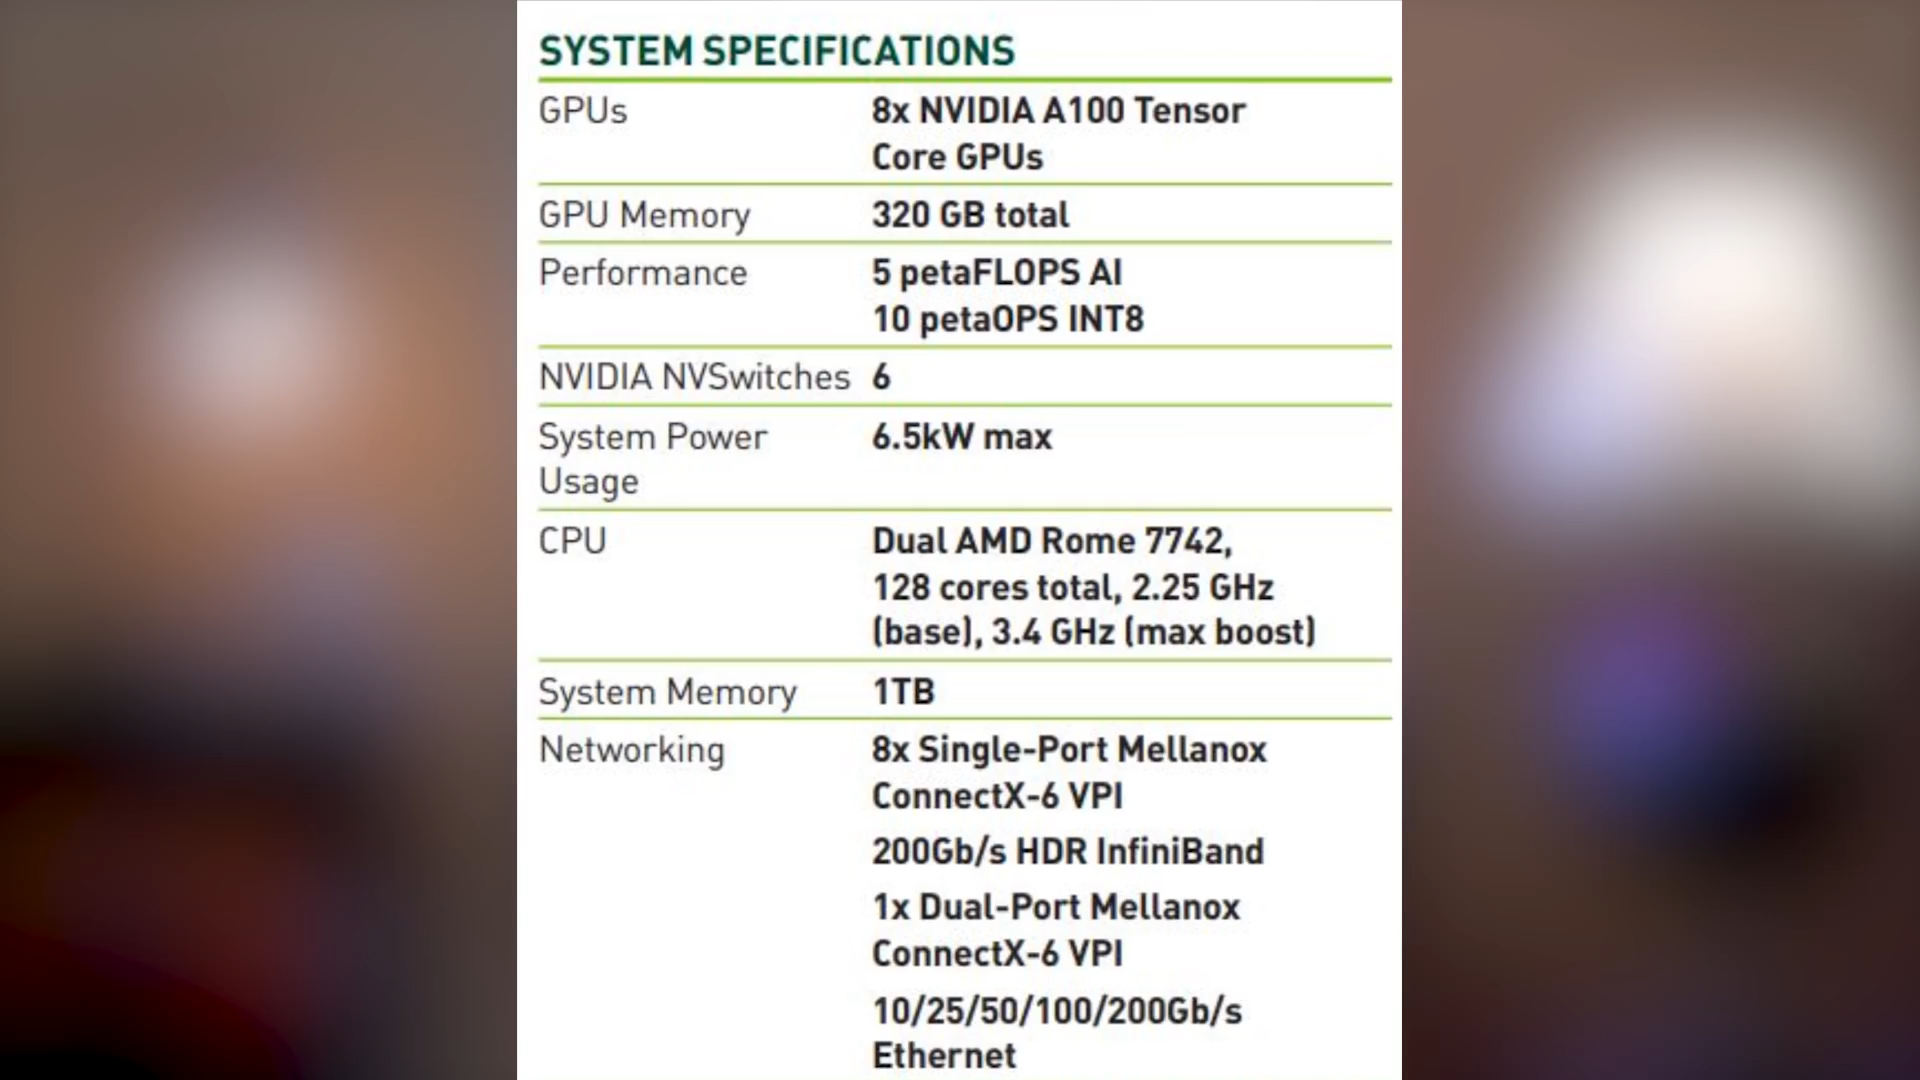 SYSTEM SPECIFICATIONS
GPUs 8x NVIDIA A100 Tensor
Core GPUs
GPU Memory 320 GB total
Performance 5 petaFLOPS AI
10 petaOPS INT8
NVIDIA NVSwitches 6
System Power 6.5kW max
Usage
CPU Dual AMD Rome 7742,
128 cores total, 2.25 GHz
(base), 3.4 GHz (max boost)
System Memory 1TB
Networking 8x Single-Port Mellanox
ConnectX-6 VPI
200Gb/s HDR InfiniBand
1x Dual-Port Mellanox
ConnectX-6 VPI
10/25/50/100/200Gb/s
Ethernet